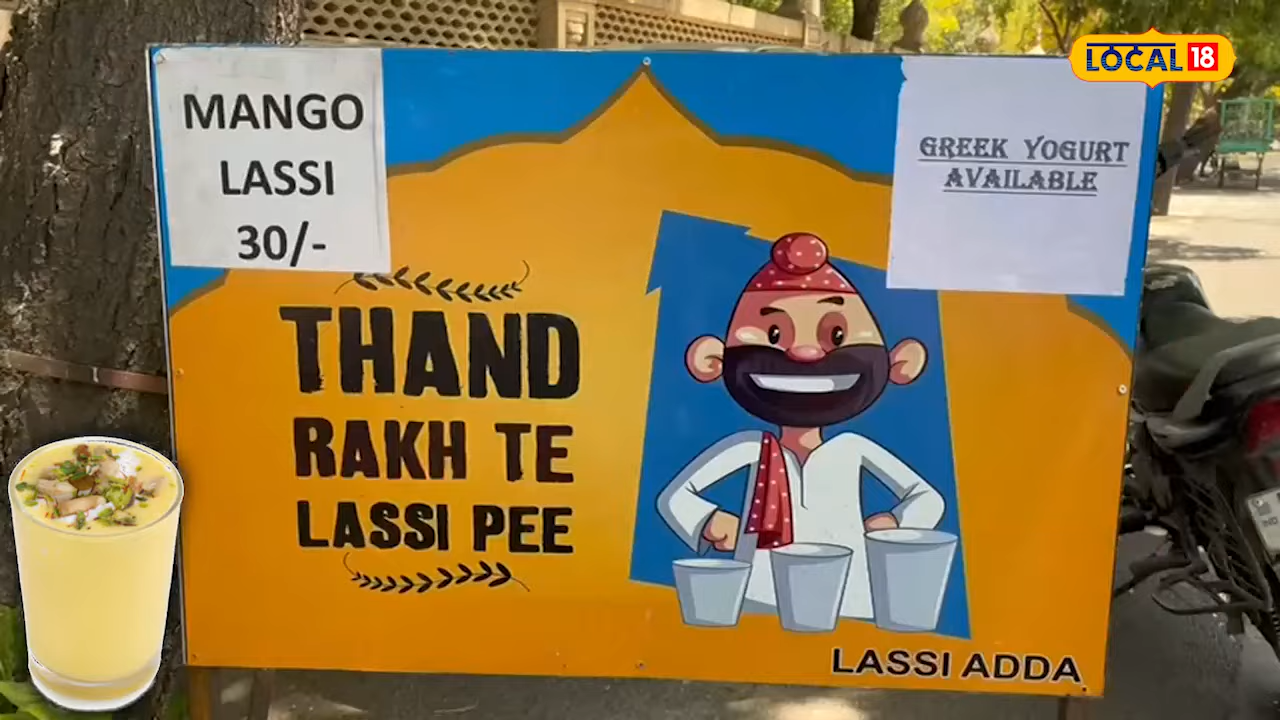 LOCAL 18
MANGO
LASSI
30/-
GREEK YOGURT
AVAILABLE
THAND
RAKH TE
LASSI PEE
LASSI ADDA